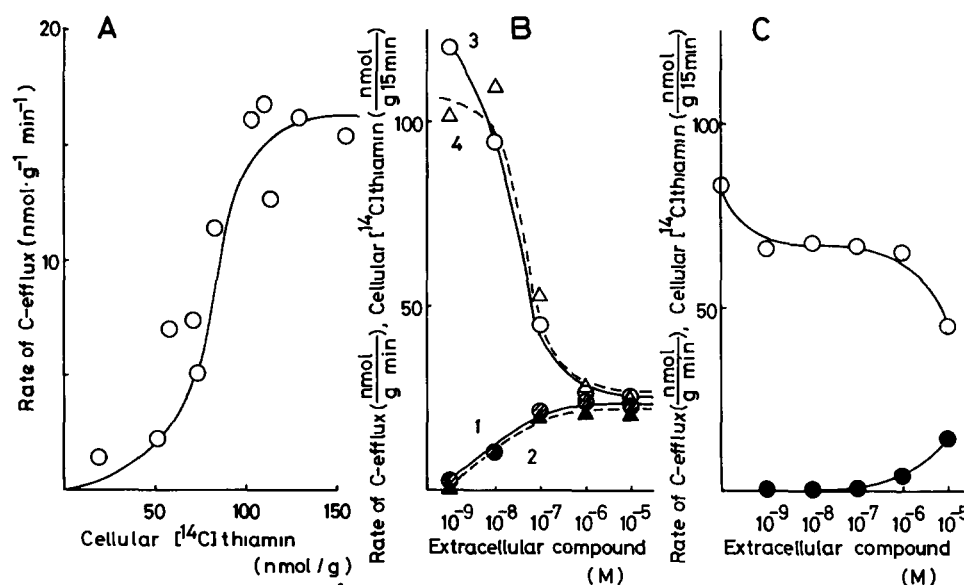 A
Rate of C-efflux (nmol·g⁻¹ min⁻¹)
20
10
50
100
150
Cellular [¹⁴C]thiamin
(nmol/g)
B
Rate of C-efflux(nmol/g min), Cellular [¹⁴C]thiamin (nmol/g 15min)
100
50
3
4
1
2
10⁻⁹
10⁻⁸
10⁻⁷
10⁻⁶
10⁻⁵
Extracellular compound
(M)
C
Rate of C-efflux(nmol/g min), Cellular [¹⁴C]thiamin (nmol/g 15min)
100
50
10⁻⁹
10⁻⁸
10⁻⁷
10⁻⁶
10⁻⁵
Extracellular compound
(M)